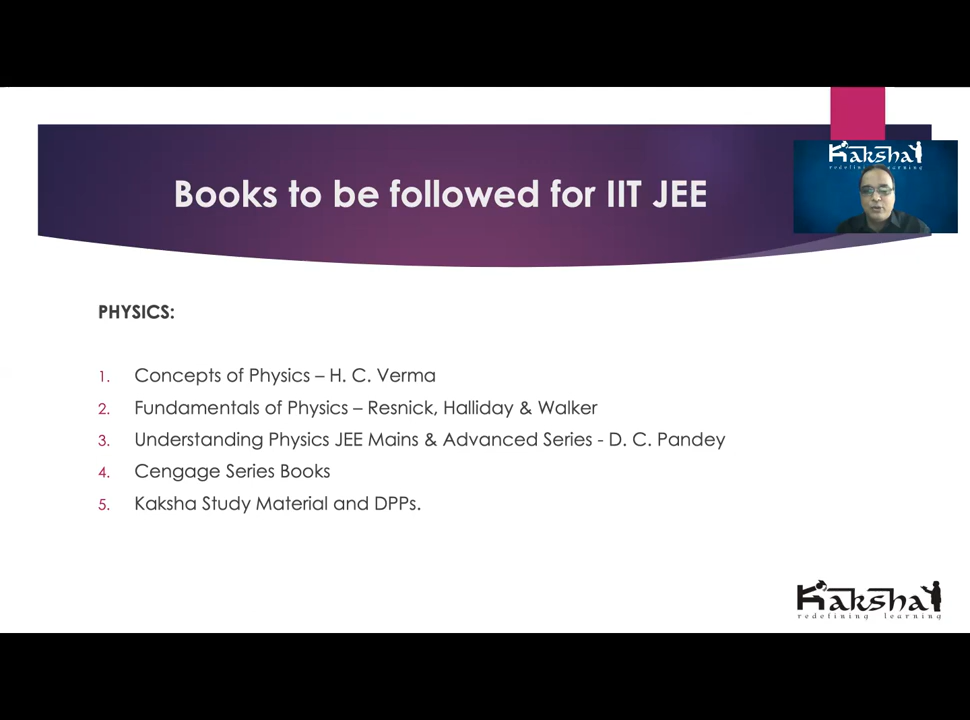 Books to be followed for IIT JEE
Kaksha
redefining learning
PHYSICS:
1. Concepts of Physics – H. C. Verma
2. Fundamentals of Physics – Resnick, Halliday & Walker
3. Understanding Physics JEE Mains & Advanced Series - D. C. Pandey
4. Cengage Series Books
5. Kaksha Study Material and DPPs.
Kaksha
redefining learning